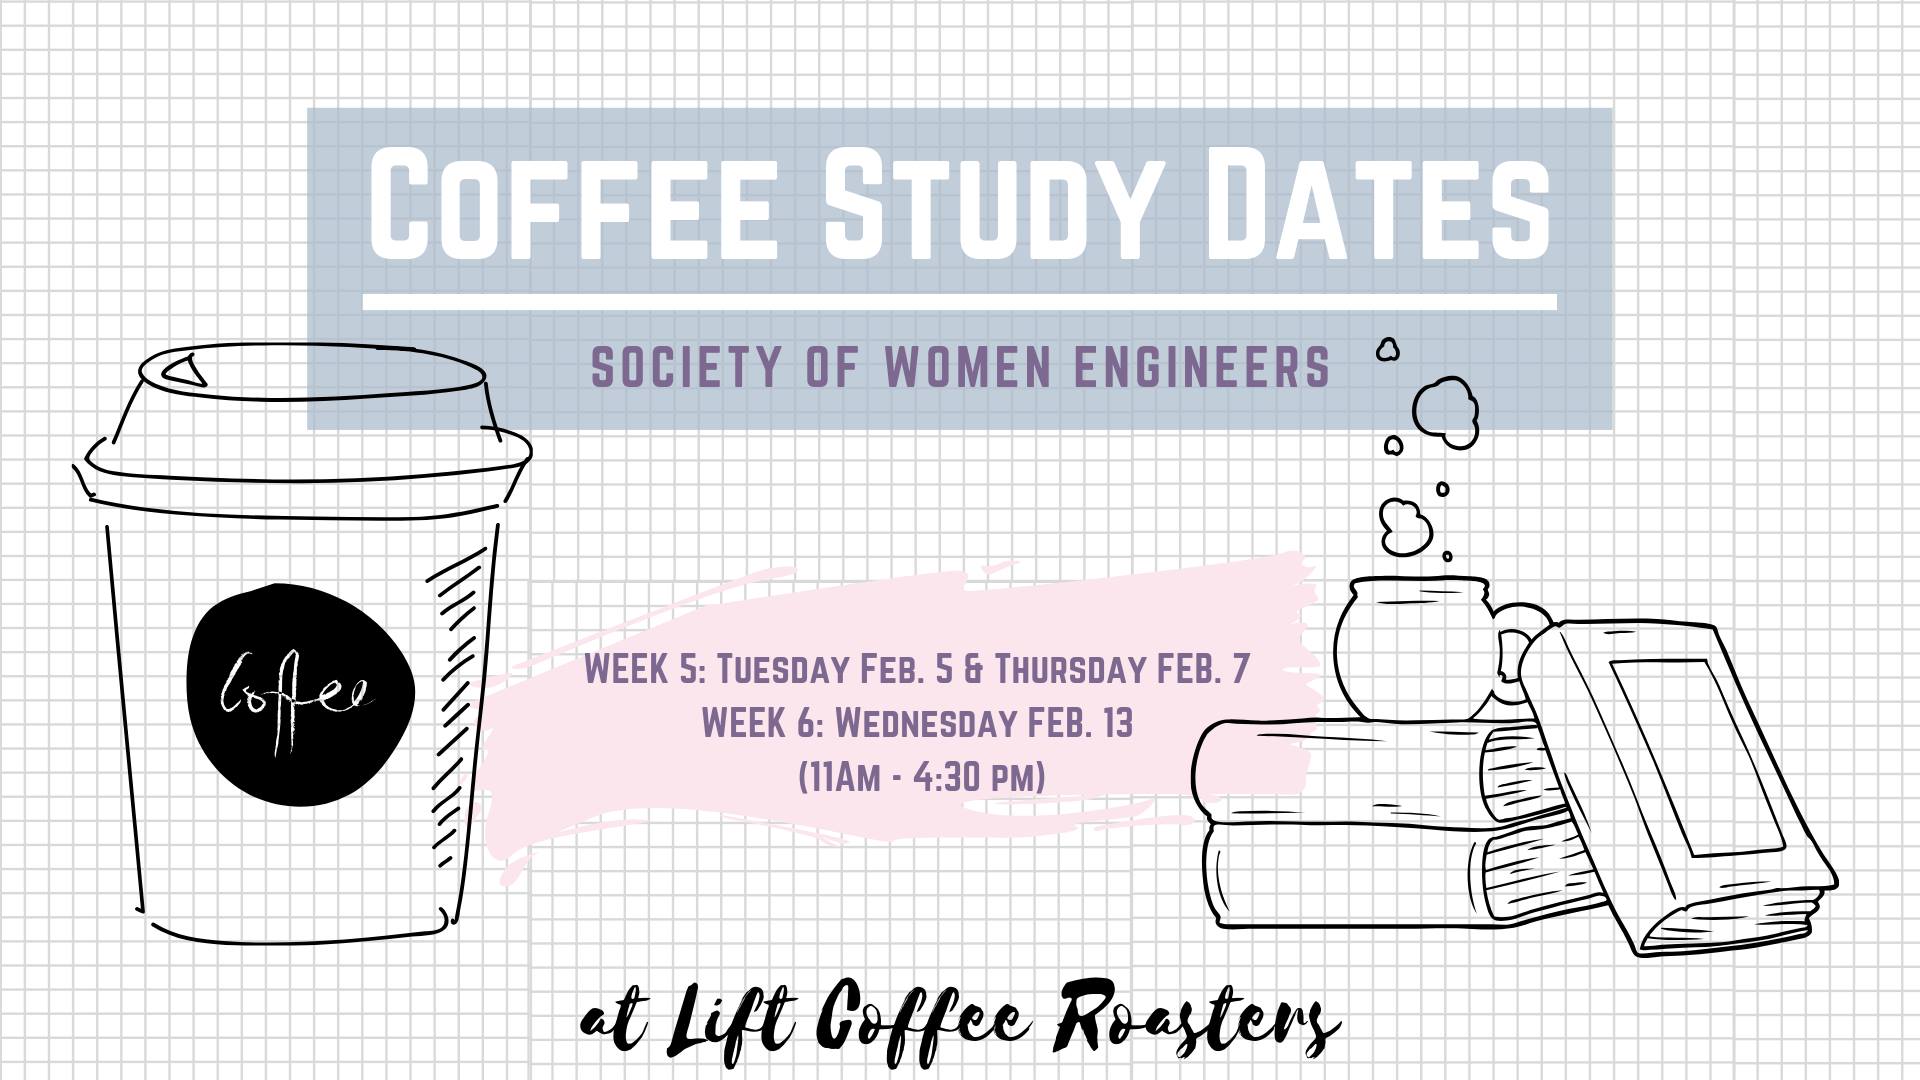 Coffee Study Dates
SOCIETY OF WOMEN ENGINEERS
Coffee
WEEK 5: Tuesday Feb. 5 & Thursday FEB. 7
WEEK 6: Wednesday FEB. 13
(11Am - 4:30 pm)
at Lift Coffee Roasters